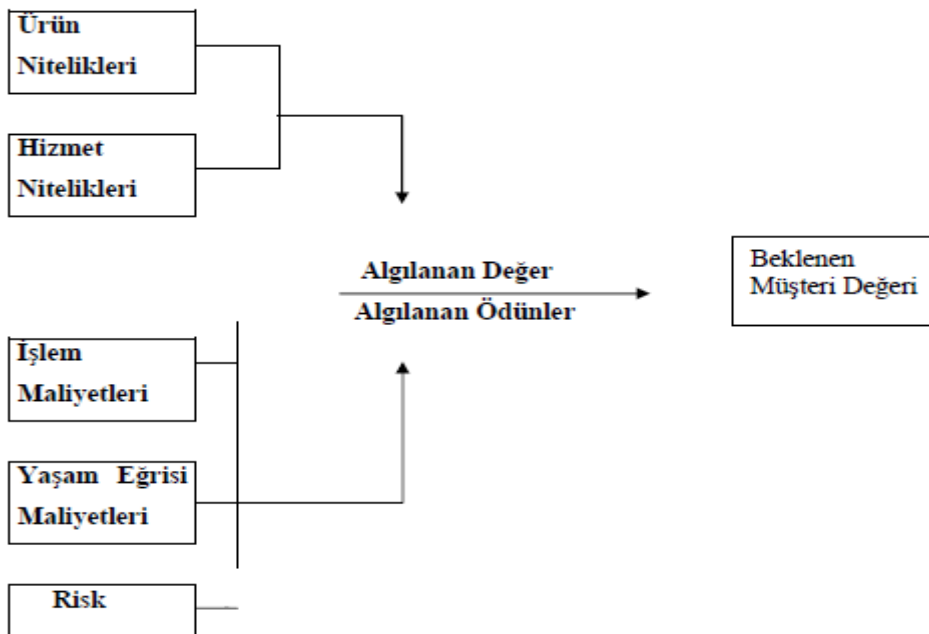 Ürün
Nitelikleri
Hizmet
Nitelikleri
Algılanan Değer
Algılanan Ödünler
Beklenen
Müşteri Değeri
İşlem
Maliyetleri
Yaşam Eğrisi
Maliyetleri
Risk